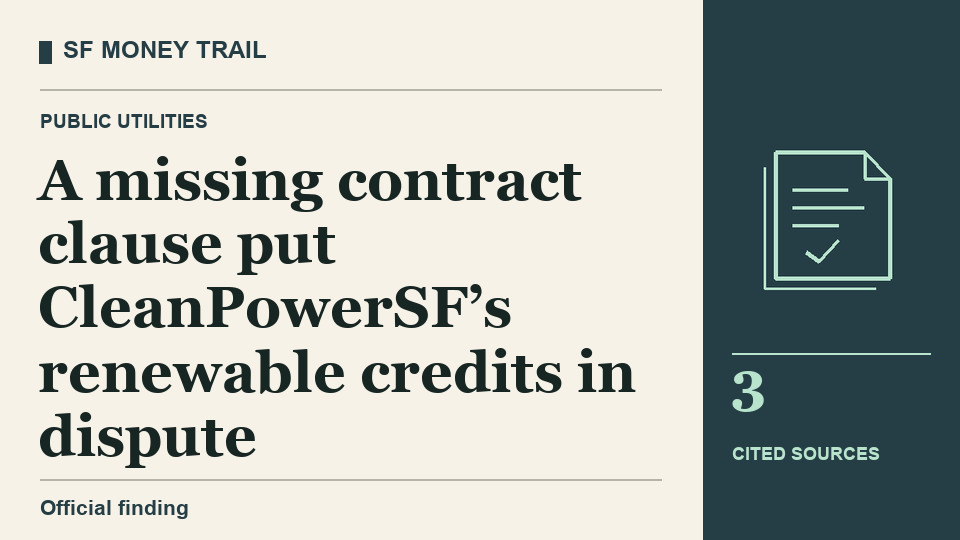 SF MONEY TRAIL
PUBLIC UTILITIES
A missing contract
clause put
CleanPowerSF’s
renewable credits in
dispute
Official finding
3
CITED SOURCES